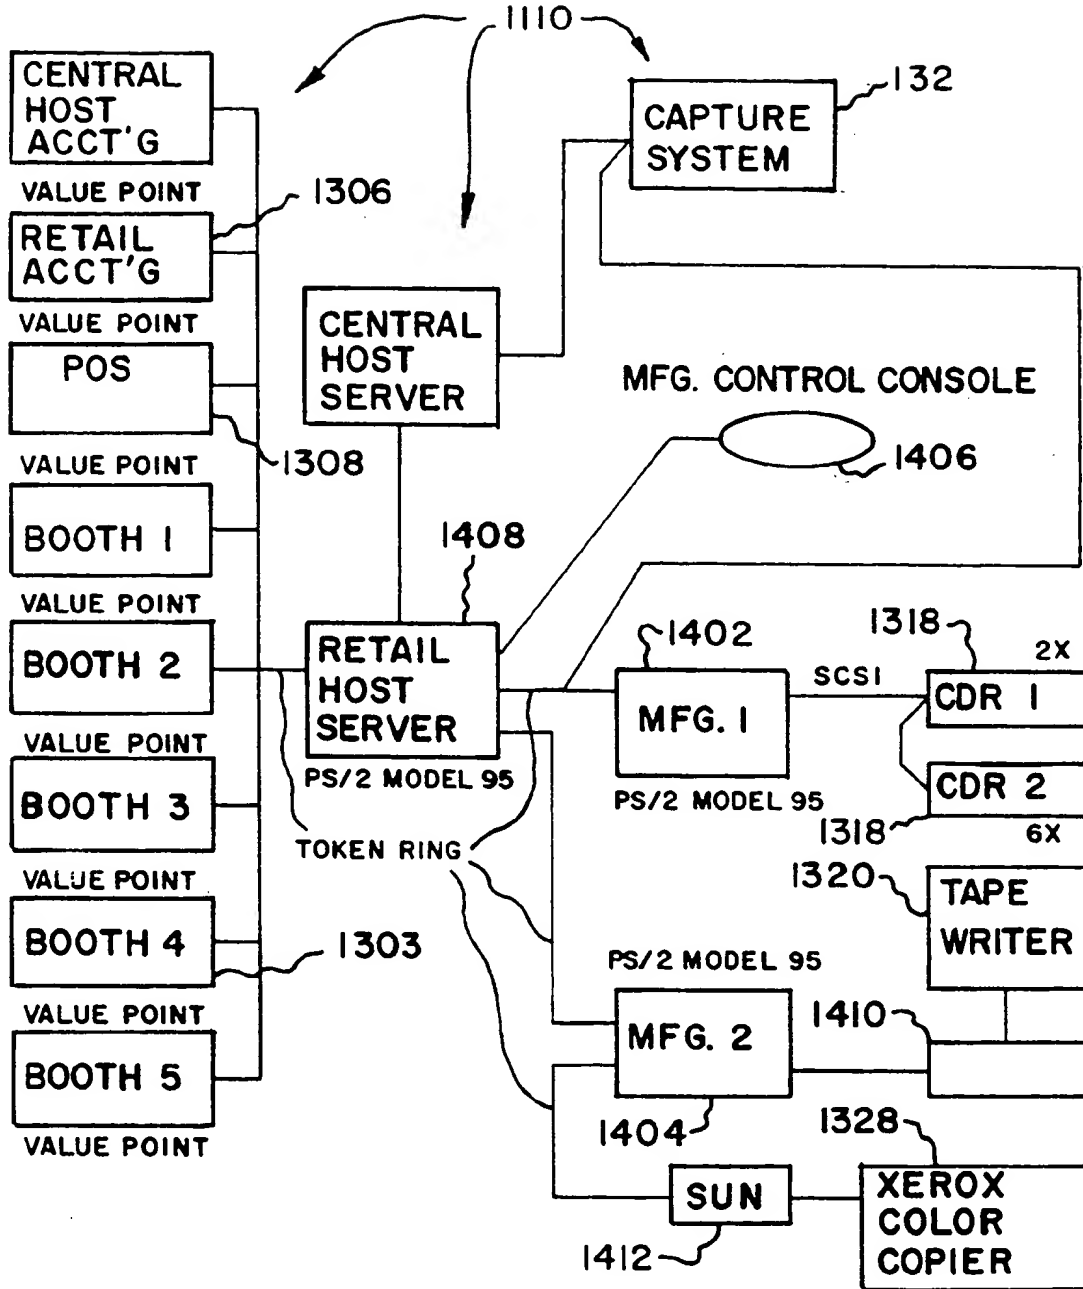 1110
CENTRAL
HOST
ACCT'G
VALUE POINT
1306
RETAIL
ACCT'G
VALUE POINT
POS
1308
VALUE POINT
BOOTH 1
VALUE POINT
BOOTH 2
VALUE POINT
BOOTH 3
VALUE POINT
BOOTH 4
1303
VALUE POINT
BOOTH 5
VALUE POINT
CAPTURE
SYSTEM
132
CENTRAL
HOST
SERVER
MFG. CONTROL CONSOLE
1406
1408
RETAIL
HOST
SERVER
PS/2 MODEL 95
TOKEN RING
1402
MFG. 1
PS/2 MODEL 95
SCSI
1318
2X
CDR 1
CDR 2
1318
6X
1320
TAPE
WRITER
PS/2 MODEL 95
MFG. 2
1404
1410
1328
SUN
1412
XEROX
COLOR
COPIER